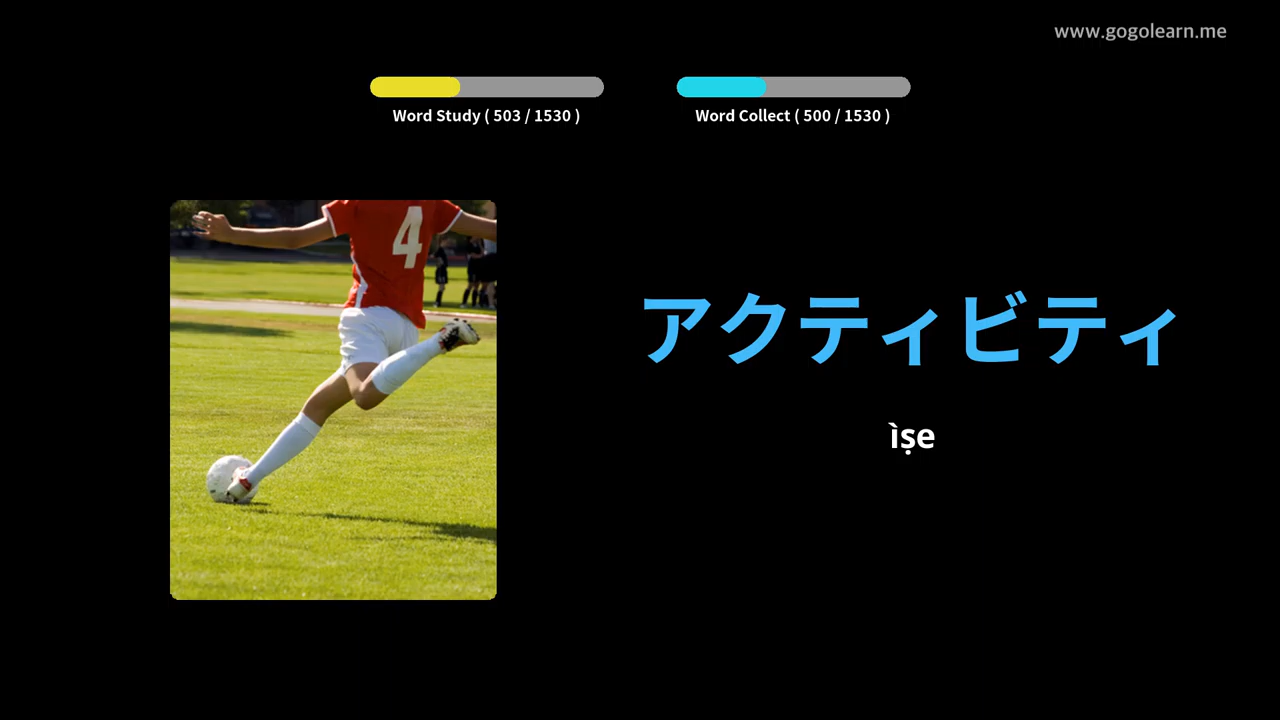 www.gogolearn.me
Word Study ( 503 / 1530 )
Word Collect ( 500 / 1530 )
4
アクティビティ
ìṣe